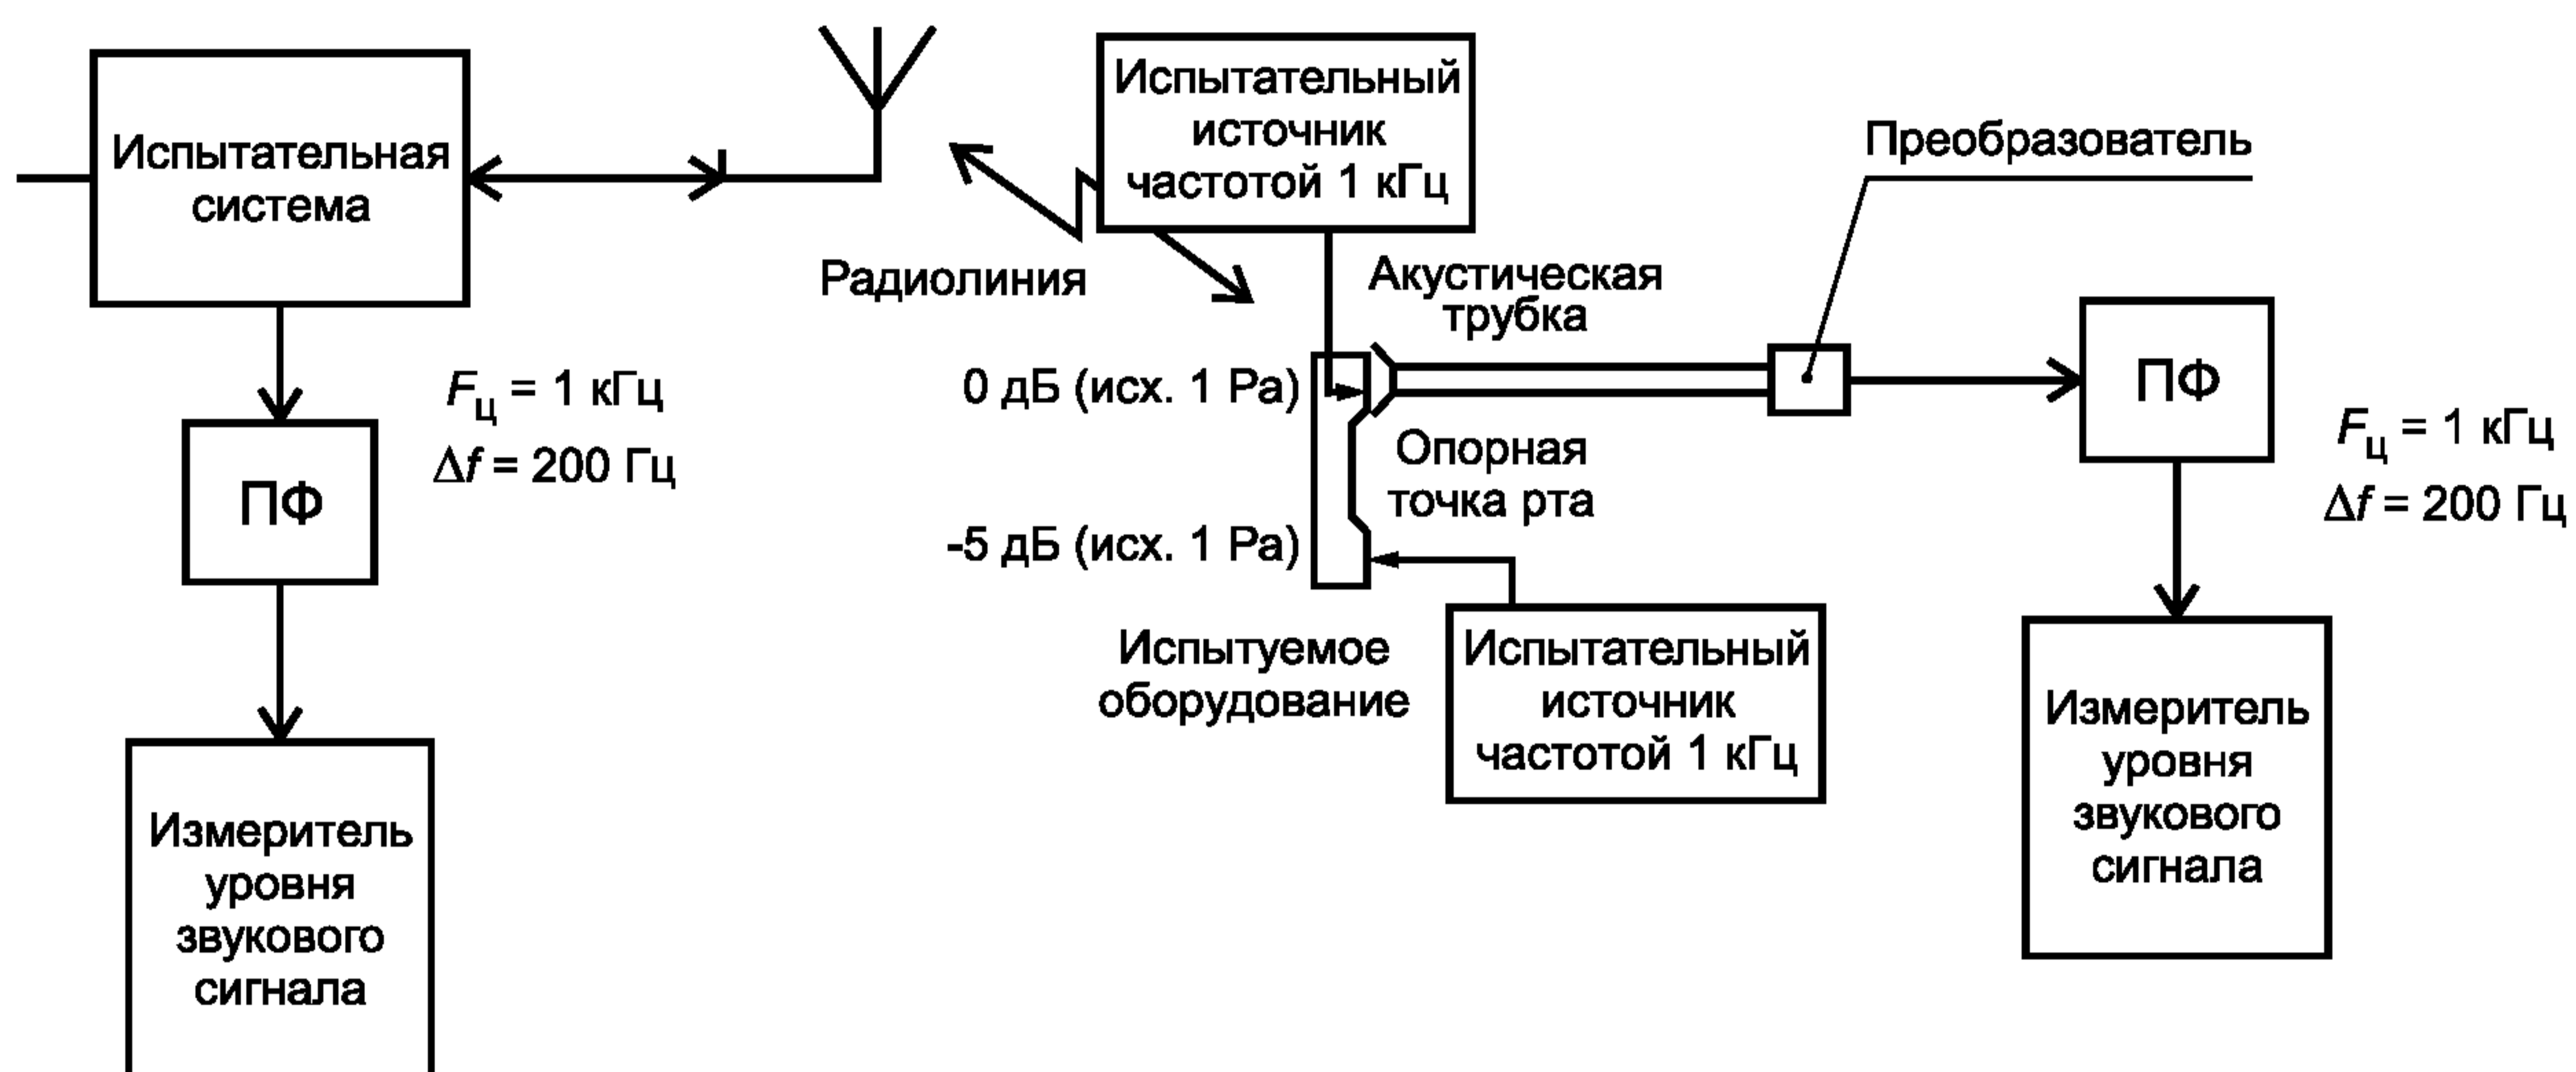 Испытательная
система
Испытательный
источник
частотой 1 кГц
Преобразователь
Радиолиния
Акустическая
трубка
F ц = 1 кГц
Δf = 200 Гц
ПФ
0 дБ (исх. 1 Pa)
Опорная
точка рта
-5 дБ (исх. 1 Pa)
ПФ
F ц = 1 кГц
Δf = 200 Гц
Испытуемое
оборудование
Испытательный
источник
частотой 1 кГц
Измеритель
уровня
звукового
сигнала
Измеритель
уровня
звукового
сигнала